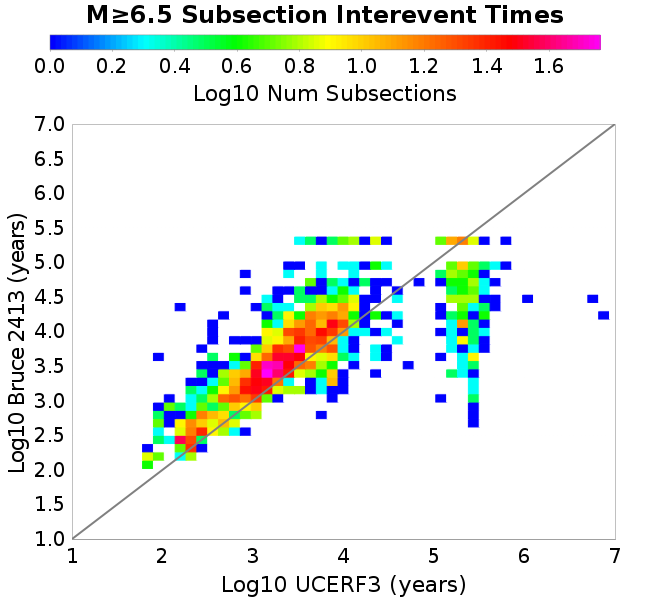 M≥6.5 Subsection Interevent Times
0.0 0.2 0.4 0.6 0.8 1.0 1.2 1.4 1.6
Log10 Num Subsections
7.0
6.5
6.0
5.5
5.0
4.5
4.0
3.5
3.0
2.5
2.0
1.5
1.0
Log10 Bruce 2413 (years)
1 2 3 4 5 6 7
Log10 UCERF3 (years)